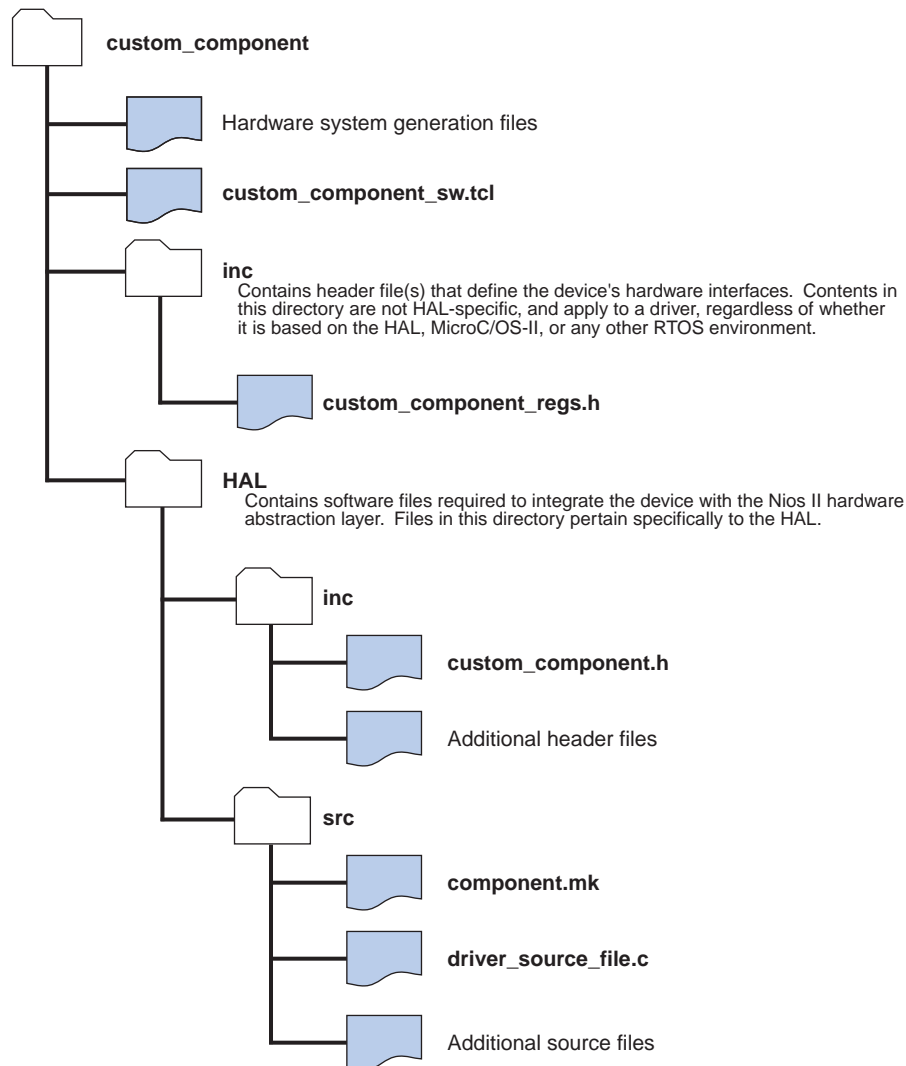 custom_component
Hardware system generation files
custom_component_sw.tcl
inc
Contains header file(s) that define the device's hardware interfaces.  Contents in
this directory are not HAL-specific, and apply to a driver, regardless of whether
it is based on the HAL, MicroC/OS-II, or any other RTOS environment.
custom_component_regs.h
HAL
Contains software files required to integrate the device with the Nios II hardware
abstraction layer.  Files in this directory pertain specifically to the HAL.
inc
custom_component.h
Additional header files
src
component.mk
driver_source_file.c
Additional source files